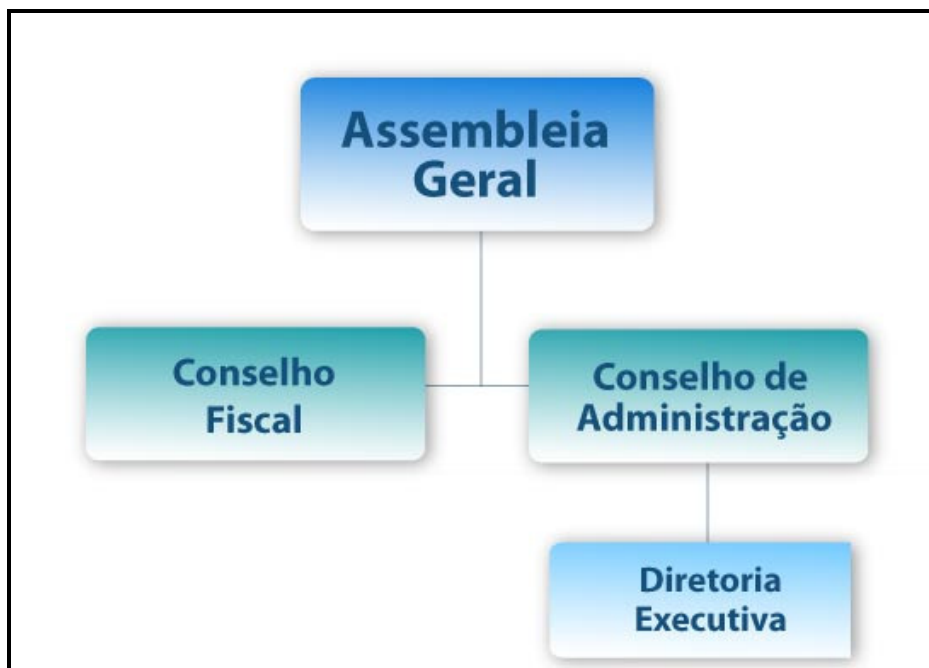 Assembleia
Geral
Conselho
Fiscal
Conselho de
Administração
Diretoria
Executiva